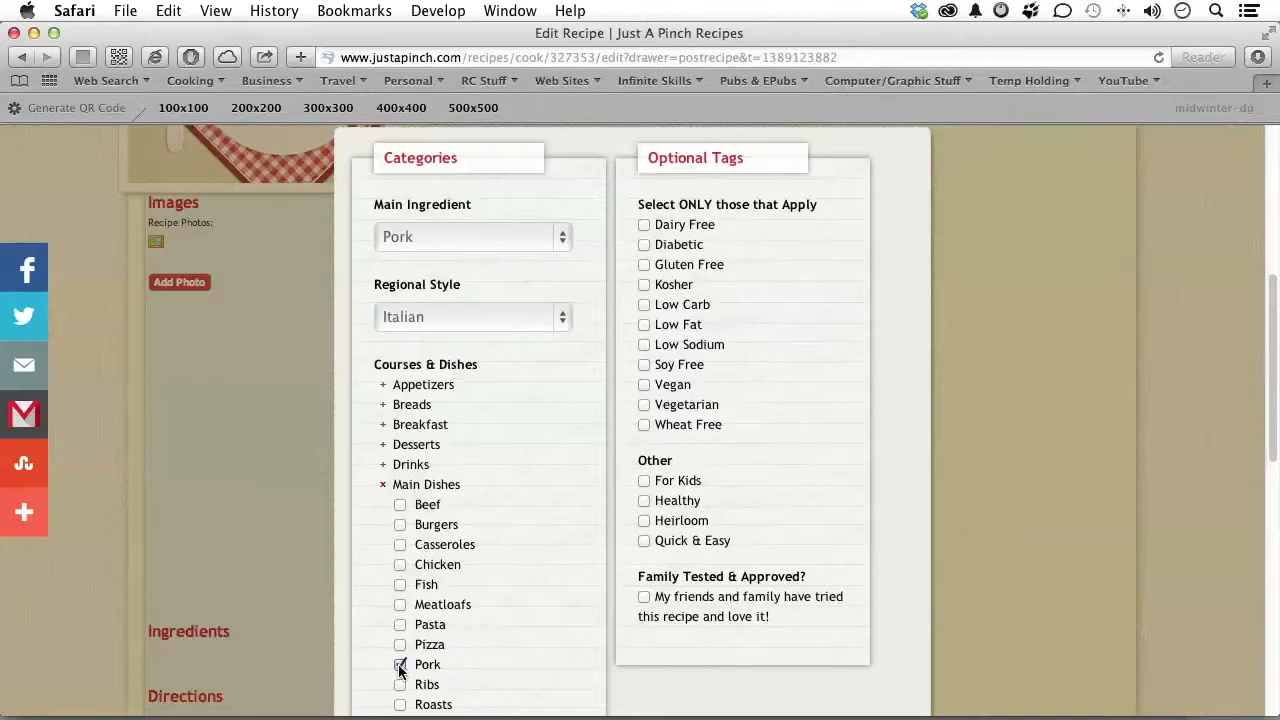 Safari File Edit View History Bookmarks Develop Window Help
Edit Recipe | Just A Pinch Recipes
www.justapinch.com/recipes/cook/327353/edit?drawer=postrecipe&t=1389123882
Reader
Web Search Cooking Business Travel Personal RC Stuff Web Sites Infinite Skills Pubs & EPubs Computer/Graphic Stuff Temp Holding YouTube
Generate QR Code 100x100 200x200 300x300 400x400 500x500 midwinter-dg
Images
Recipe Photos:
Add Photo
Ingredients
Directions
Categories
Main Ingredient
Pork
Regional Style
Italian
Courses & Dishes
+ Appetizers
+ Breads
+ Breakfast
+ Desserts
+ Drinks
x Main Dishes
Beef
Burgers
Casseroles
Chicken
Fish
Meatloafs
Pasta
Pizza
Pork
Ribs
Roasts
Optional Tags
Select ONLY those that Apply
Dairy Free
Diabetic
Gluten Free
Kosher
Low Carb
Low Fat
Low Sodium
Soy Free
Vegan
Vegetarian
Wheat Free
Other
For Kids
Healthy
Heirloom
Quick & Easy
Family Tested & Approved?
My friends and family have tried
this recipe and love it!